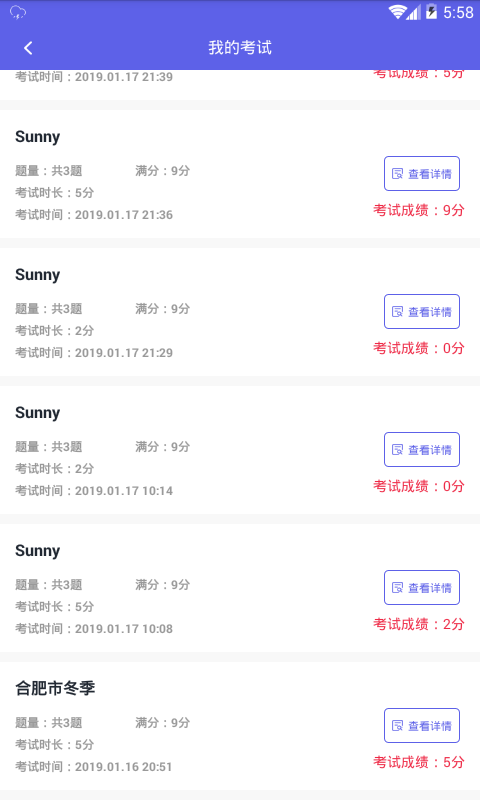 5:58
我的考试
考试时间：2019.01.17 21:39
考试成绩：5分
Sunny
题量：共3题 满分：9分
查看详情
考试时长：5分
考试时间：2019.01.17 21:36
考试成绩：9分
Sunny
题量：共3题 满分：9分
查看详情
考试时长：2分
考试时间：2019.01.17 21:29
考试成绩：0分
Sunny
题量：共3题 满分：9分
查看详情
考试时长：2分
考试时间：2019.01.17 10:14
考试成绩：0分
Sunny
题量：共3题 满分：9分
查看详情
考试时长：5分
考试时间：2019.01.17 10:08
考试成绩：2分
合肥市冬季
题量：共3题 满分：9分
查看详情
考试时长：5分
考试时间：2019.01.16 20:51
考试成绩：5分